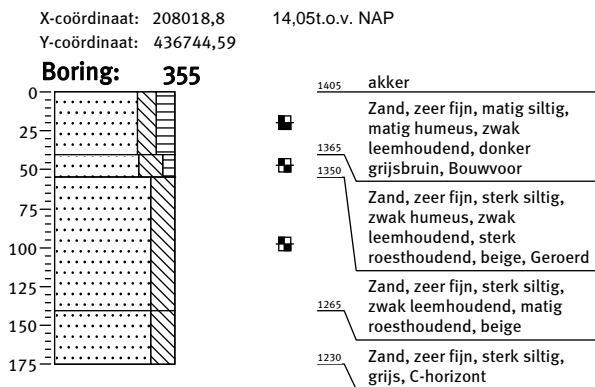 X-coördinaat: 208018,8 14,05t.o.v. NAP
Y-coördinaat: 436744,59
Boring: 355
0
25
50
75
100
125
150
175
1405 akker
Zand, zeer fijn, matig siltig,
matig humeus, zwak
leemhoudend, donker
1365 grijsbruin, Bouwvoor
1350
Zand, zeer fijn, sterk siltig,
zwak humeus, zwak
leemhoudend, sterk
roesthoudend, beige, Geroerd
Zand, zeer fijn, sterk siltig,
zwak leemhoudend, matig
1265 roesthoudend, beige
1230 Zand, zeer fijn, sterk siltig,
grijs, C-horizont